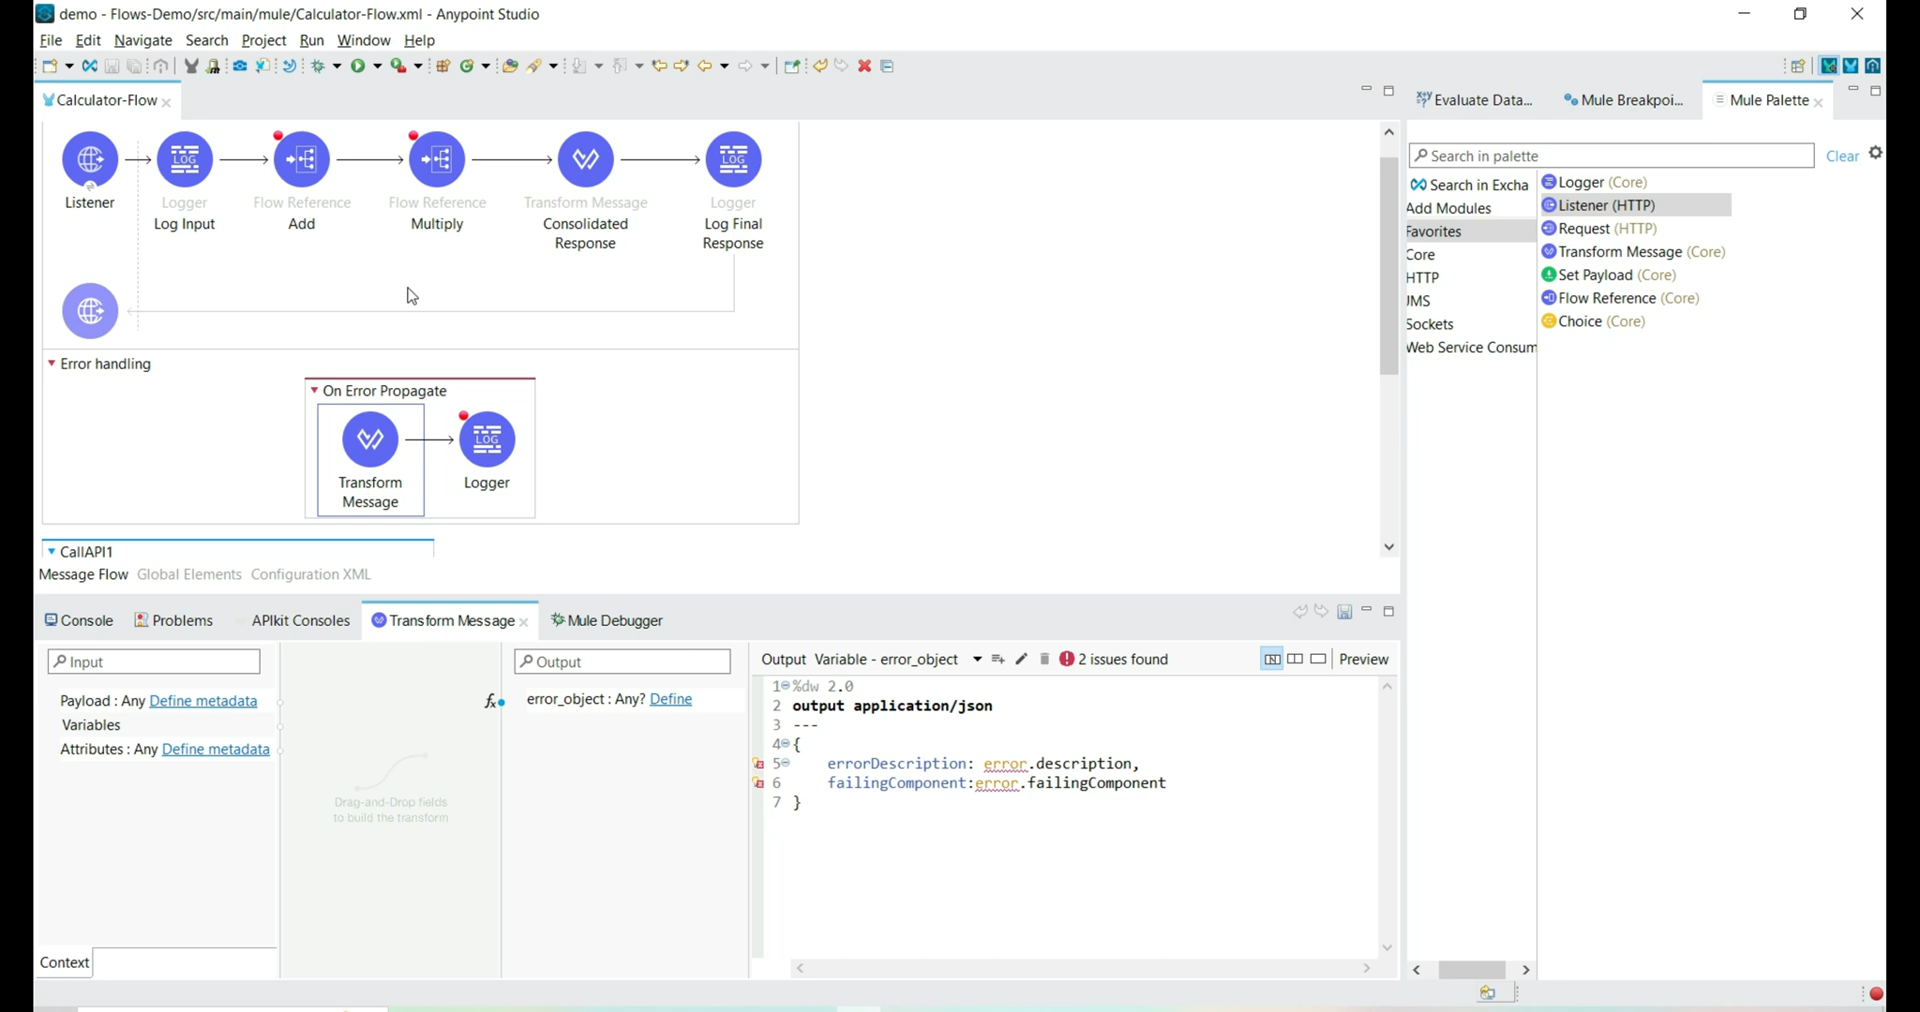 demo - Flows-Demo/src/main/mule/Calculator-Flow.xml - Anypoint Studio
File Edit Navigate Search Project Run Window Help
Calculator-Flow
Evaluate Data... Mule Breakpoi... Mule Palette
Listener
Logger
Log Input
Flow Reference
Add
Flow Reference
Multiply
Transform Message
Consolidated
Response
Logger
Log Final
Response
LOG
LOG
Error handling
On Error Propagate
Transform
Message
LOG
Logger
CallAPI1
Message Flow Global Elements Configuration XML
Search in palette
Clear
Search in Excha
Add Modules
Favorites
Core
HTTP
JMS
Sockets
Web Service Consum
Logger (Core)
Listener (HTTP)
Request (HTTP)
Transform Message (Core)
Set Payload (Core)
Flow Reference (Core)
Choice (Core)
Console Problems APIkit Consoles Transform Message Mule Debugger
Input
Payload : Any Define metadata
Variables
Attributes : Any Define metadata
Context
Drag-and-Drop fields
to build the transform
fx
Output
error_object : Any? Define
Output Variable - error_object 2 issues found Preview
1 %dw 2.0
2 output application/json
3 ---
4 {
5 errorDescription: error.description,
6 failingComponent:error.failingComponent
7 }